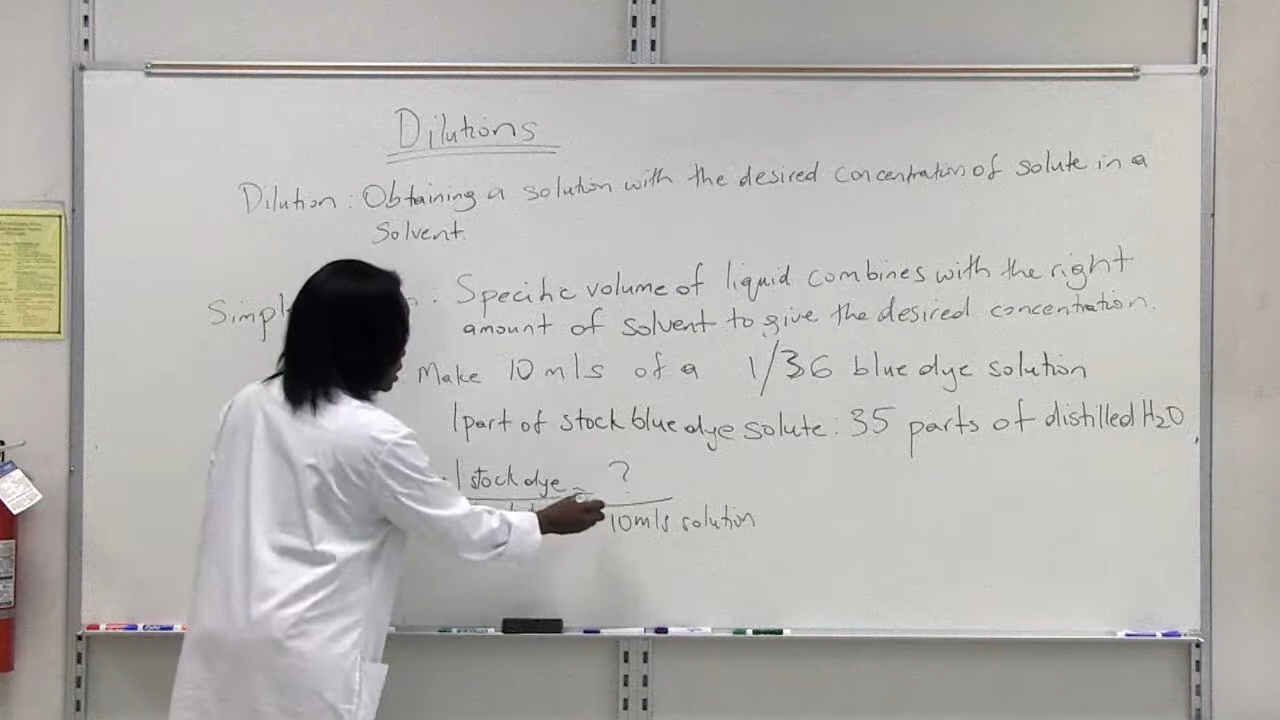 Dilutions
Dilution: Obtaining a solution with the desired concentration of solute in a
solvent.
Simpl : Specific volume of liquid combines with the right
amount of solvent to give the desired concentration.
Make 10 mls of a 1/36 blue dye solution
1 part of stock blue dye solute: 35 parts of distilled H2O
1 stock dye = ?
10mls solution